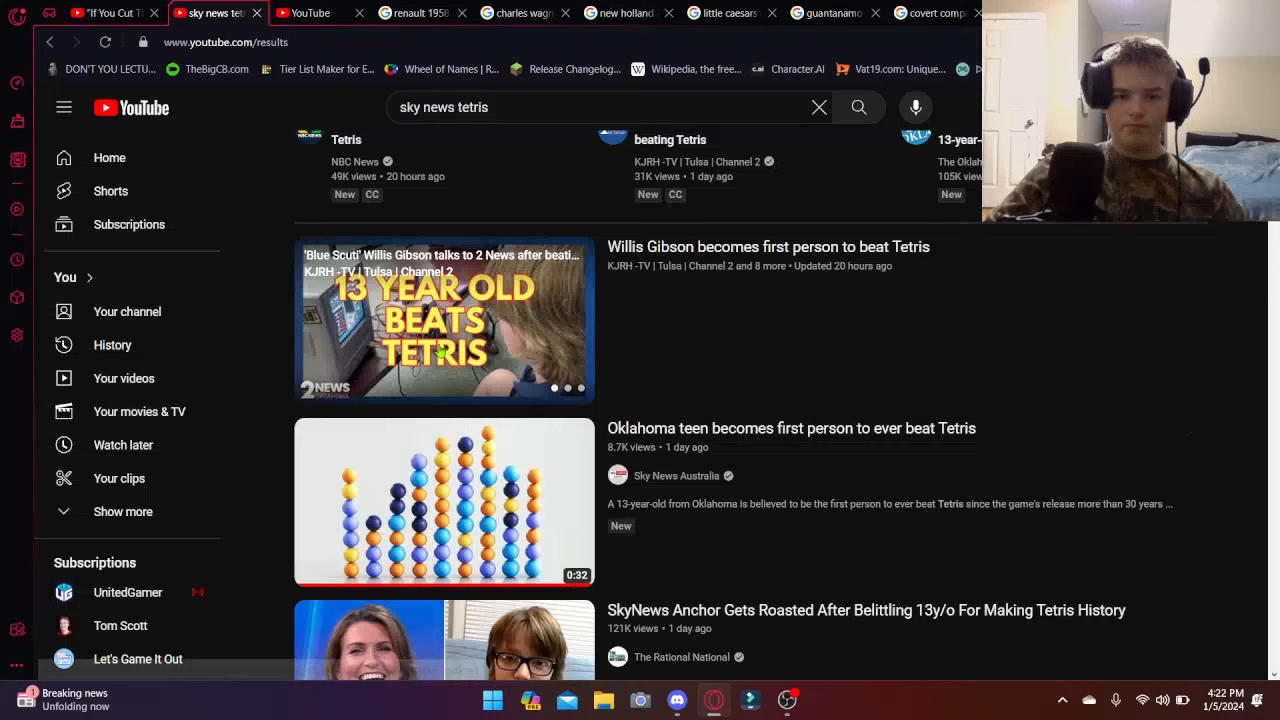 "If You Cut Ti
sky news tetr
YouTube
renault 1958
charles w
new holland
little caesars
guantanamo
covert comp
www.youtube.com/results
DON'T YOU LECTU...
TheBigCB.com
Tier List Maker for E...
Wheel of Names | R...
Pixilart
Character.AI
Vat19.com: Unique...
YouTube
sky news tetris
Home
Shorts
Subscriptions
You
Your channel
History
Your videos
Your movies & TV
Watch later
Your clips
Show more
Subscriptions
UnitedGamer
Tom Scott
Let's Game It Out
Tetris
NBC News
49K views • 20 hours ago
New CC
beating Tetris
KJRH -TV | Tulsa | Channel 2
31K views • 1 day ago
New CC
13-year-
The Oklah
105K view
New
'Blue Scuti' Willis Gibson talks to 2 News after beati...
KJRH -TV | Tulsa | Channel 2
13 YEAR OLD
BEATS
TETRIS
2NEWS
OKLAHOMA
Willis Gibson becomes first person to beat Tetris
KJRH -TV | Tulsa | Channel 2 and 8 more • Updated 20 hours ago
0:32
Oklahoma teen becomes first person to ever beat Tetris
8.7K views • 1 day ago
Sky News Australia
A 13-year-old from Oklahoma is believed to be the first person to ever beat Tetris since the game's release more than 30 years ...
New
SkyNews Anchor Gets Roasted After Belittling 13y/o For Making Tetris History
121K views • 1 day ago
The Rational National
1
Breaking news
Unfolding now
PRE
4:22 PM
1/5/2024